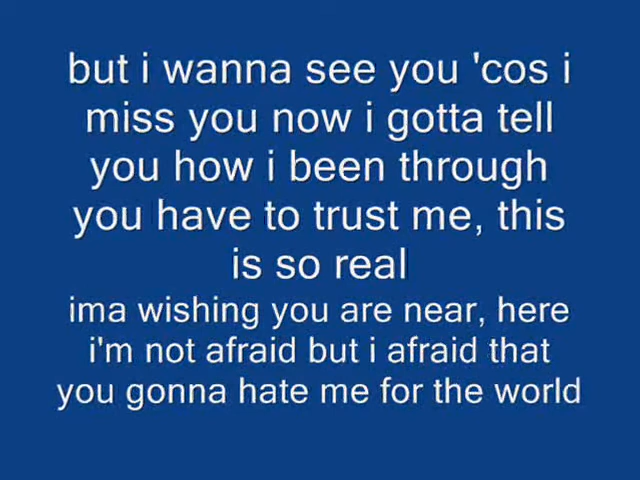 but i wanna see you 'cos i
miss you now i gotta tell
you how i been through
you have to trust me, this
is so real
ima wishing you are near, here
i'm not afraid but i afraid that
you gonna hate me for the world